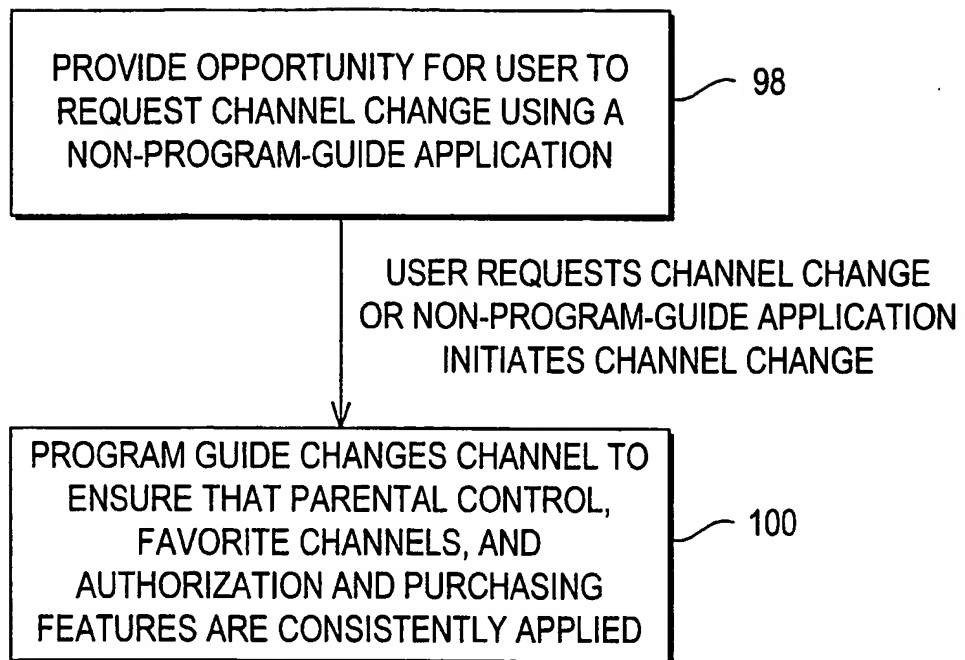 PROVIDE OPPORTUNITY FOR USER TO
REQUEST CHANNEL CHANGE USING A
NON-PROGRAM-GUIDE APPLICATION
98
USER REQUESTS CHANNEL CHANGE
OR NON-PROGRAM-GUIDE APPLICATION
INITIATES CHANNEL CHANGE
PROGRAM GUIDE CHANGES CHANNEL TO
ENSURE THAT PARENTAL CONTROL,
FAVORITE CHANNELS, AND
AUTHORIZATION AND PURCHASING
FEATURES ARE CONSISTENTLY APPLIED
100